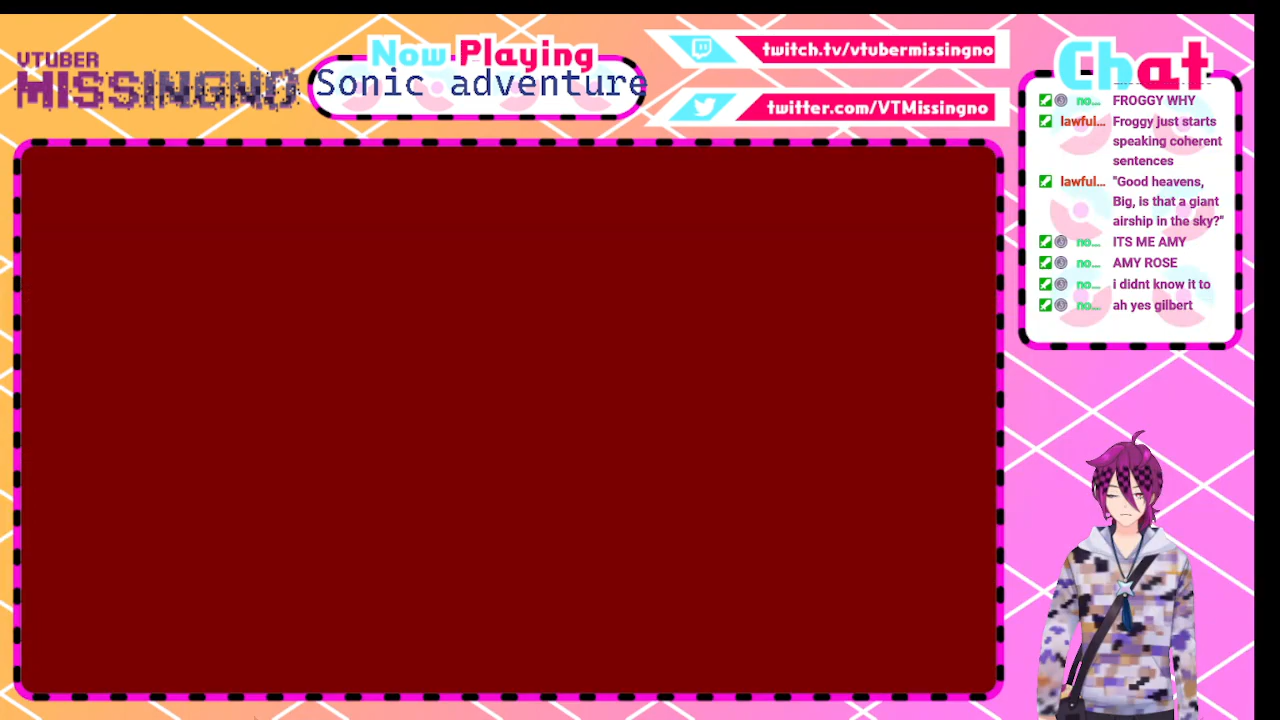 VTUBER
MISSINGNO
Now Playing
Sonic adventure
twitch.tv/vtubermissingno
twitter.com/VTMissingno
Chat
no... FROGGY WHY
lawful... Froggy just starts
speaking coherent
sentences
lawful... "Good heavens,
Big, is that a giant
airship in the sky?"
no... ITS ME AMY
no... AMY ROSE
no... i didnt know it to
no... ah yes gilbert